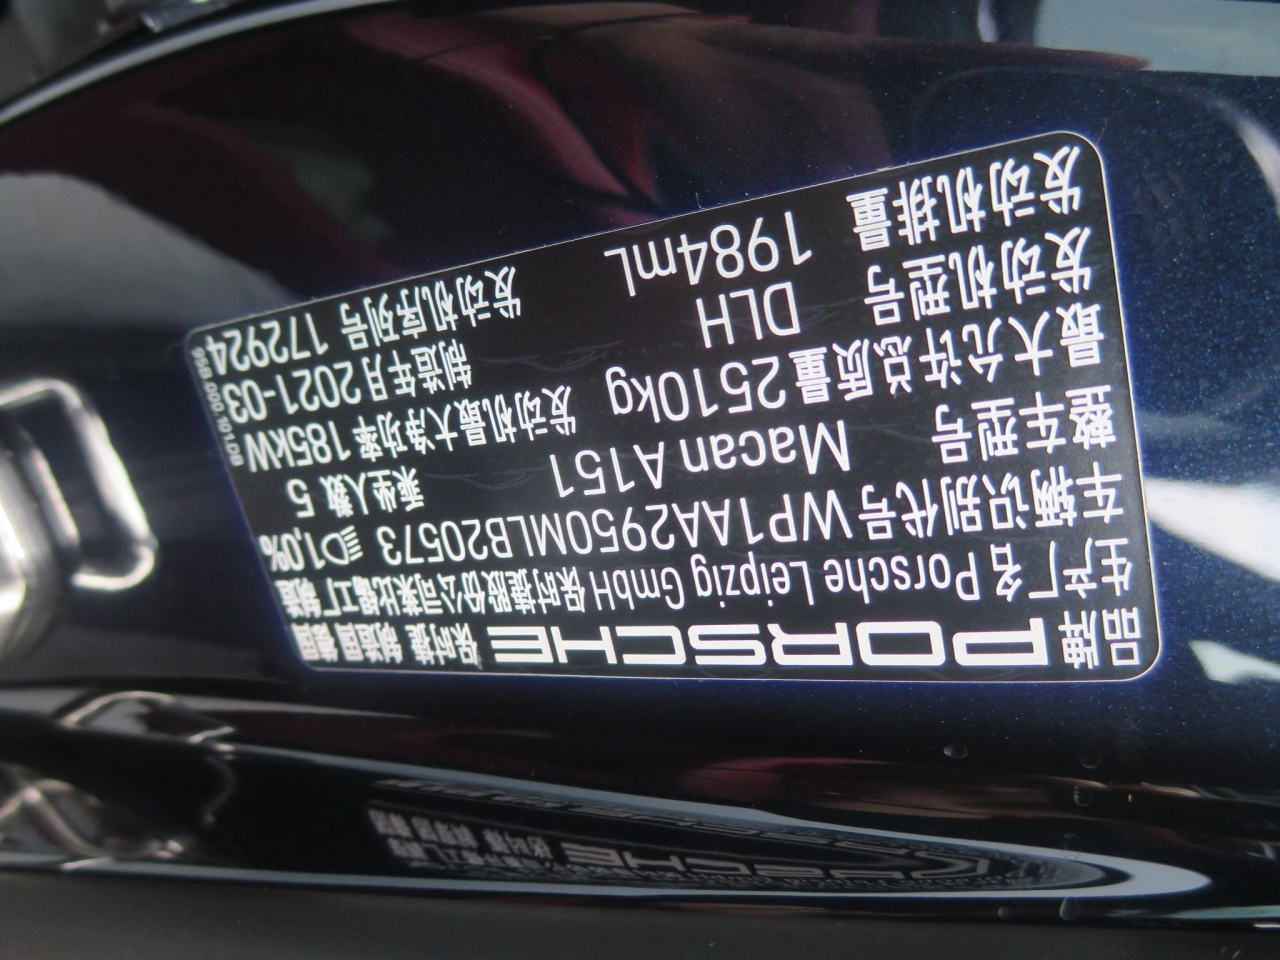 品牌 PORSCHE 保时捷 制造国 德国
生产厂名 Porsche Leipzig GmbH 保时捷股份公司莱比锡工厂 制造
车辆识别代号 WP1AA2950MLB20573 1,0%
整车型号 Macan A151 乘坐人数 5
最大允许总质量 2510kg 发动机最大净功率 185kW
发动机型号 DLH 制造年月 2021-03
发动机排量 1984mL 发动机序列号 172924